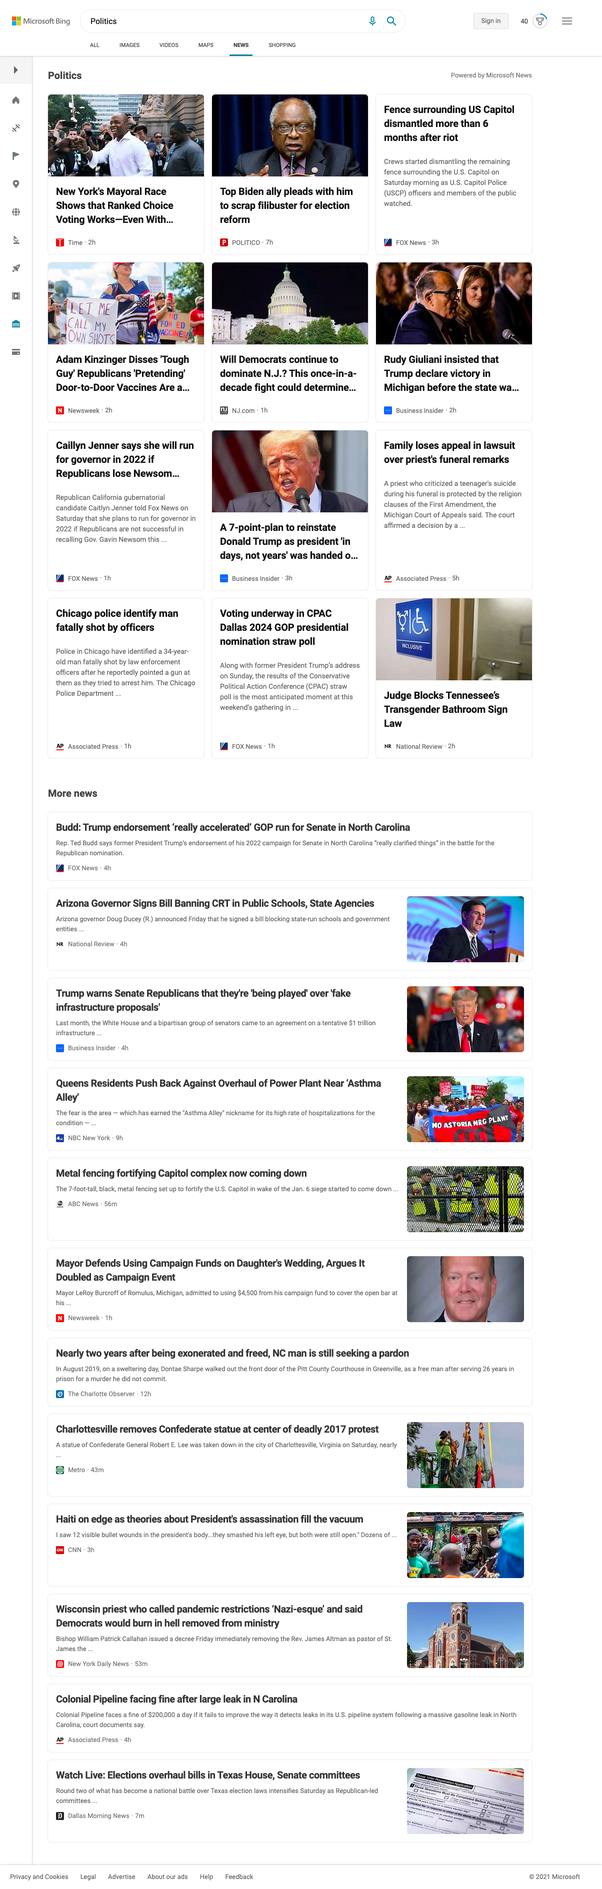 Microsoft Bing
Politics
Sign in
40
ALL IMAGES VIDEOS MAPS NEWS SHOPPING
Politics
Powered by Microsoft News
New York's Mayoral Race
Shows that Ranked Choice
Voting Works—Even With...
Time · 2h
Top Biden ally pleads with him
to scrap filibuster for election
reform
POLITICO · 7h
Fence surrounding US Capitol
dismantled more than 6
months after riot
Crews started dismantling the remaining
fence surrounding the U.S. Capitol on
Saturday morning as U.S. Capitol Police
(USCP) officers and members of the public
watched.
FOX News · 3h
LET ME
CALL MY
OWN SHOTS
Adam Kinzinger Disses 'Tough
Guy' Republicans 'Pretending'
Door-to-Door Vaccines Are a...
Newsweek · 2h
Will Democrats continue to
dominate N.J.? This once-in-a-
decade fight could determine...
NJ.com · 1h
Rudy Giuliani insisted that
Trump declare victory in
Michigan before the state wa...
Business Insider · 2h
Caillyn Jenner says she will run
for governor in 2022 if
Republicans lose Newsom...
Republican California gubernatorial
candidate Caitlyn Jenner told Fox News on
Saturday that she plans to run for governor in
2022 if Republicans are not successful in
recalling Gov. Gavin Newsom this ...
FOX News · 1h
A 7-point-plan to reinstate
Donald Trump as president 'in
days, not years' was handed o...
Business Insider · 3h
Family loses appeal in lawsuit
over priest's funeral remarks
A priest who criticized a teenager's suicide
during his funeral is protected by the religion
clauses of the First Amendment, the
Michigan Court of Appeals said. The court
affirmed a decision by a ...
AP Associated Press · 5h
Chicago police identify man
fatally shot by officers
Police in Chicago have identified a 34-year-
old man fatally shot by law enforcement
officers after he reportedly pointed a gun at
them as they tried to arrest him. The Chicago
Police Department ...
AP Associated Press · 1h
Voting underway in CPAC
Dallas 2024 GOP presidential
nomination straw poll
Along with former President Trump's address
on Sunday, the results of the Conservative
Political Action Conference (CPAC) straw
poll is the most anticipated moment at this
weekend's gathering in ...
FOX News · 1h
INCLUSIVE
Judge Blocks Tennessee's
Transgender Bathroom Sign
Law
NR National Review · 2h
More news
Budd: Trump endorsement ‘really accelerated’ GOP run for Senate in North Carolina
Rep. Ted Budd says former President Trump's endorsement of his 2022 campaign for Senate in North Carolina “really clarified things” in the battle for the
Republican nomination.
FOX News · 4h
Arizona Governor Signs Bill Banning CRT in Public Schools, State Agencies
Arizona governor Doug Ducey (R.) announced Friday that he signed a bill blocking state-run schools and government
entities ...
NR National Review · 4h
Trump warns Senate Republicans that they're 'being played' over 'fake
infrastructure proposals'
Last month, the White House and a bipartisan group of senators came to an agreement on a tentative $1 trillion
infrastructure ...
Business Insider · 4h
Queens Residents Push Back Against Overhaul of Power Plant Near ‘Asthma
Alley’
The fear is the area — which has earned the "Asthma Alley" nickname for its high rate of hospitalizations for the
condition — ...
NBC New York · 9h
NO ASTORIA NRG PLANT
Metal fencing fortifying Capitol complex now coming down
The 7-foot-tall, black, metal fencing set up to fortify the U.S. Capitol in wake of the Jan. 6 siege started to come down ...
ABC News · 56m
Mayor Defends Using Campaign Funds on Daughter's Wedding, Argues It
Doubled as Campaign Event
Mayor LeRoy Burcroff of Romulus, Michigan, admitted to using $4,500 from his campaign fund to cover the open bar at
his ...
Newsweek · 1h
Nearly two years after being exonerated and freed, NC man is still seeking a pardon
In August 2019, on a sweltering day, Dontae Sharpe walked out the front door of the Pitt County Courthouse in Greenville, as a free man after serving 26 years in
prison for a murder he did not commit.
The Charlotte Observer · 12h
Charlottesville removes Confederate statue at center of deadly 2017 protest
A statue of Confederate General Robert E. Lee was taken down in the city of Charlottesville, Virginia on Saturday, nearly
...
Metro · 43m
Haiti on edge as theories about President's assassination fill the vacuum
I saw 12 visible bullet wounds in the president's body...they smashed his left eye, but both were still open." Dozens of ...
CNN · 3h
Wisconsin priest who called pandemic restrictions ‘Nazi-esque’ and said
Democrats would burn in hell removed from ministry
Bishop William Patrick Callahan issued a decree Friday immediately removing the Rev. James Altman as pastor of St.
James the ...
New York Daily News · 53m
Colonial Pipeline facing fine after large leak in N Carolina
Colonial Pipeline faces a fine of $200,000 a day if it fails to improve the way it detects leaks in its U.S. pipeline system following a massive gasoline leak in North
Carolina, court documents say.
AP Associated Press · 4h
Watch Live: Elections overhaul bills in Texas House, Senate committees
Round two of what has become a national battle over Texas election laws intensifies Saturday as Republican-led
committees ...
Dallas Morning News · 7m
Privacy and Cookies Legal Advertise About our ads Help Feedback
© 2021 Microsoft